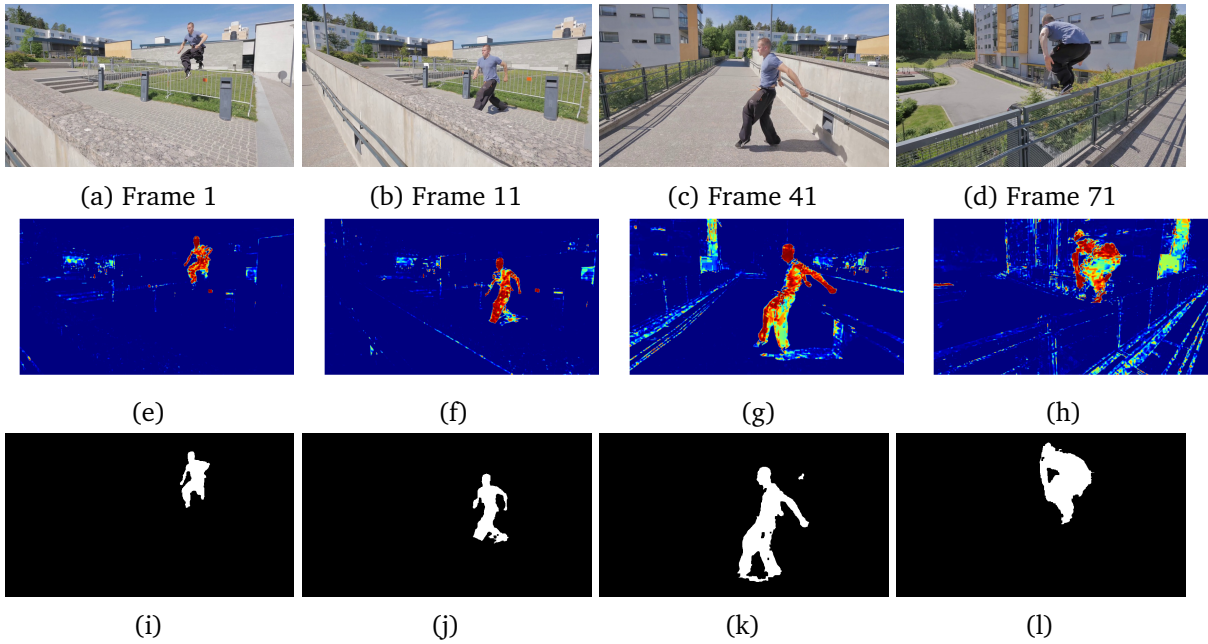 (a) Frame 1
(b) Frame 11
(c) Frame 41
(d) Frame 71
(e)
(f)
(g)
(h)
(i)
(j)
(k)
(l)